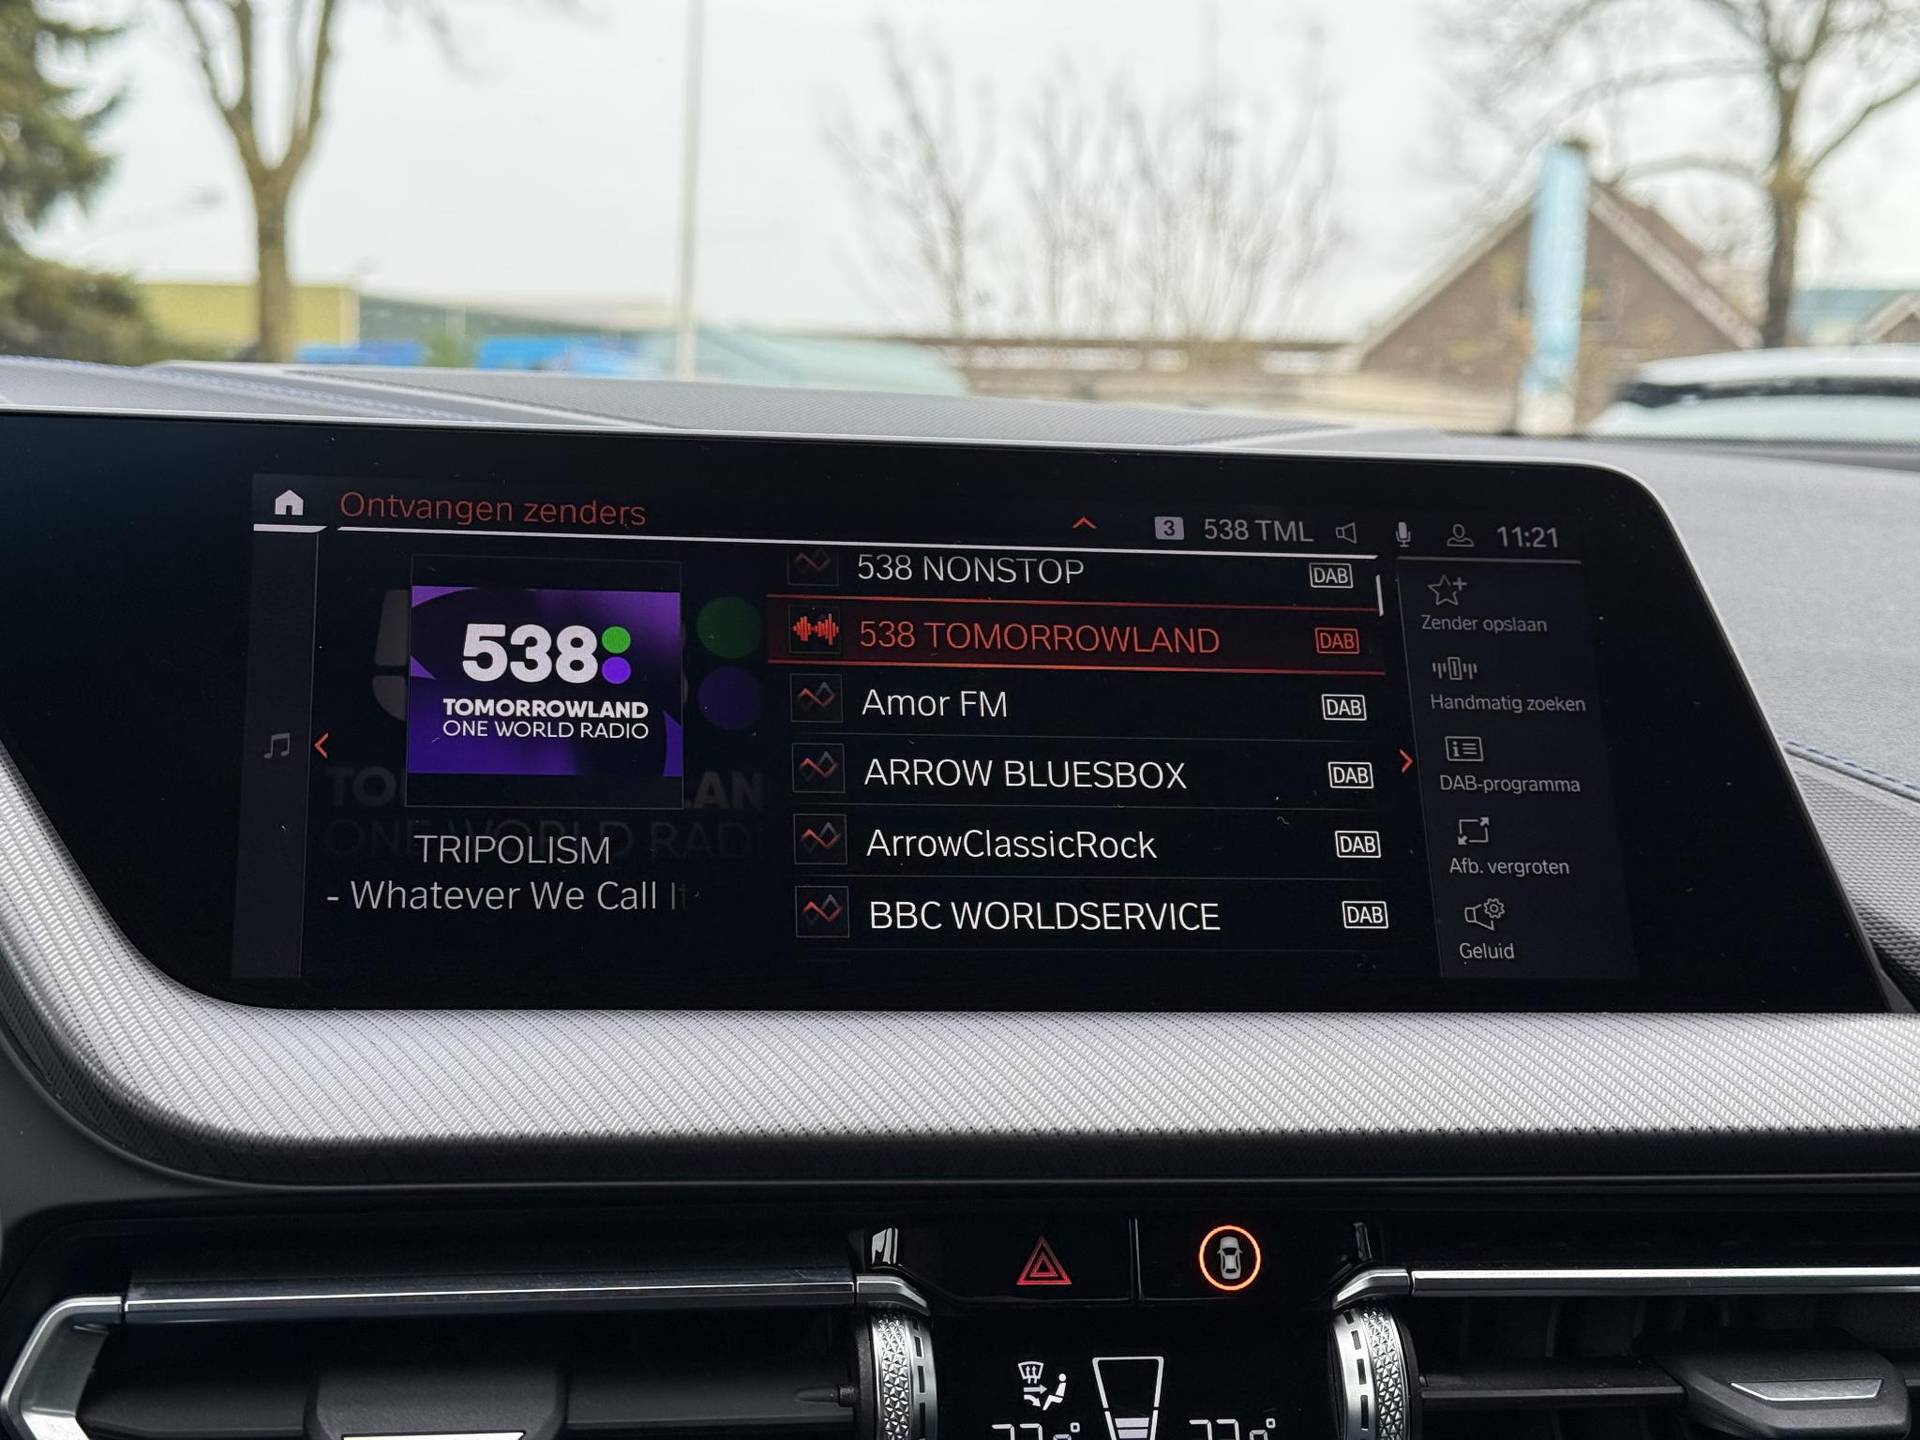 Ontvangen zenders
3 538 TML 11:21
538
TOMORROWLAND
ONE WORLD RADIO
TRIPOLISM
- Whatever We Call It
538 NONSTOP DAB
538 TOMORROWLAND DAB
Amor FM DAB
ARROW BLUESBOX DAB
ArrowClassicRock DAB
BBC WORLDSERVICE DAB
Zender opslaan
Handmatig zoeken
DAB-programma
Afb. vergroten
Geluid